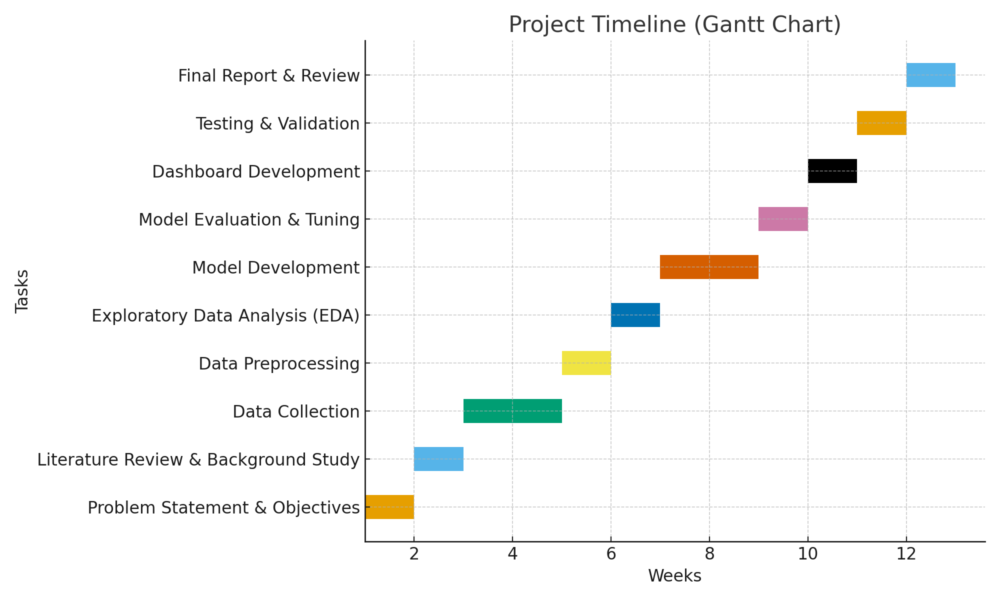 Project Timeline (Gantt Chart)
Final Report & Review
Testing & Validation
Dashboard Development
Model Evaluation & Tuning
Model Development
Exploratory Data Analysis (EDA)
Data Preprocessing
Data Collection
Literature Review & Background Study
Problem Statement & Objectives
Tasks
2 4 6 8 10 12
Weeks